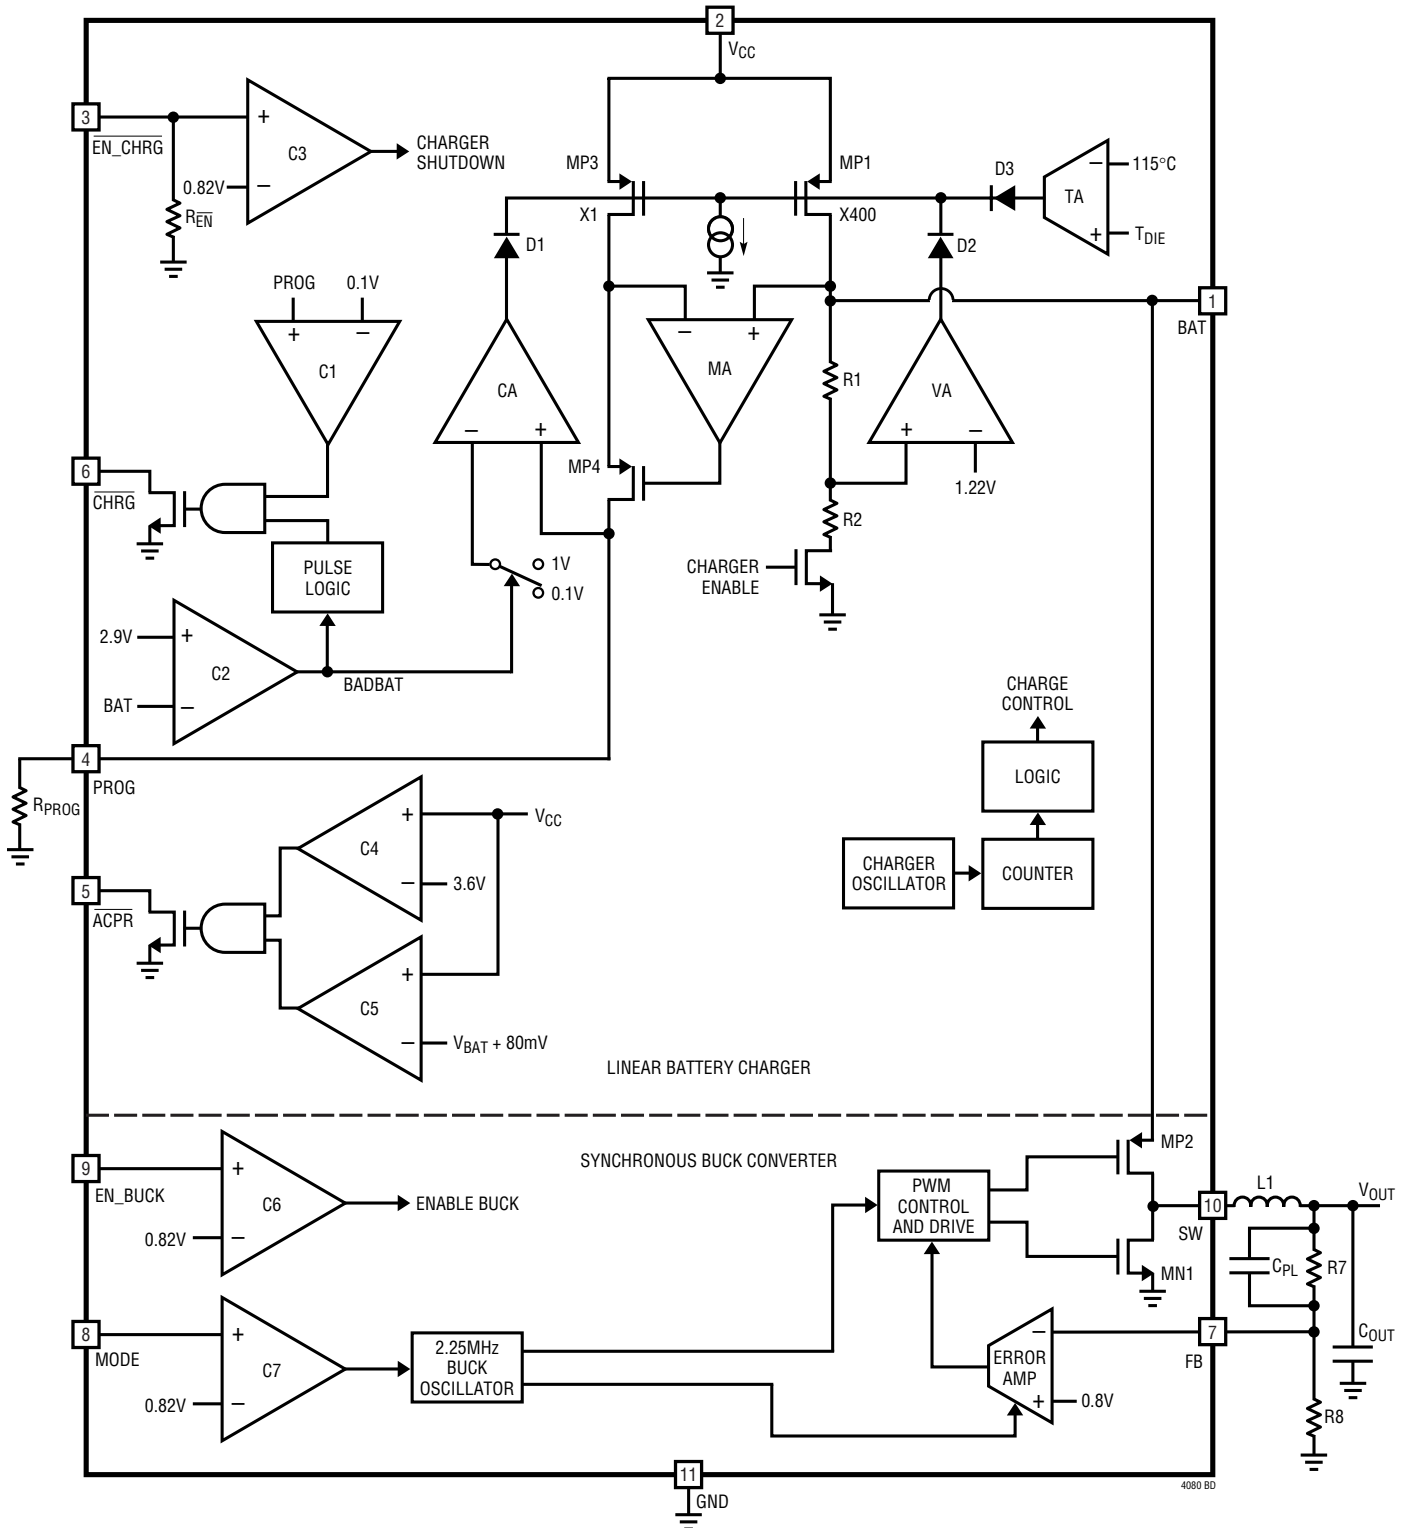 2
VCC
3
EN_CHRG
+
C3
0.82V
–
REN
CHARGER
SHUTDOWN
MP3
X1
MP1
X400
D3
–
115°C
TA
+
TDIE
D1
D2
PROG
0.1V
+
–
C1
–
+
MA
1
BAT
CA
–
+
R1
VA
+
–
1.22V
6
CHRG
MP4
R2
PULSE
LOGIC
1V
0.1V
CHARGER
ENABLE
2.9V
+
C2
BAT
–
BADBAT
CHARGE
CONTROL
LOGIC
4
PROG
RPROG
+
C4
VCC
–
3.6V
CHARGER
OSCILLATOR
COUNTER
5
ACPR
+
C5
–
VBAT + 80mV
LINEAR BATTERY CHARGER
9
EN_BUCK
+
C6
0.82V
–
ENABLE BUCK
SYNCHRONOUS BUCK CONVERTER
PWM
CONTROL
AND DRIVE
MP2
10
SW
L1
VOUT
MN1
CPL
R7
8
MODE
+
C7
0.82V
–
2.25MHz
BUCK
OSCILLATOR
–
ERROR
AMP
+
0.8V
7
FB
COUT
R8
11
GND
4080 BD